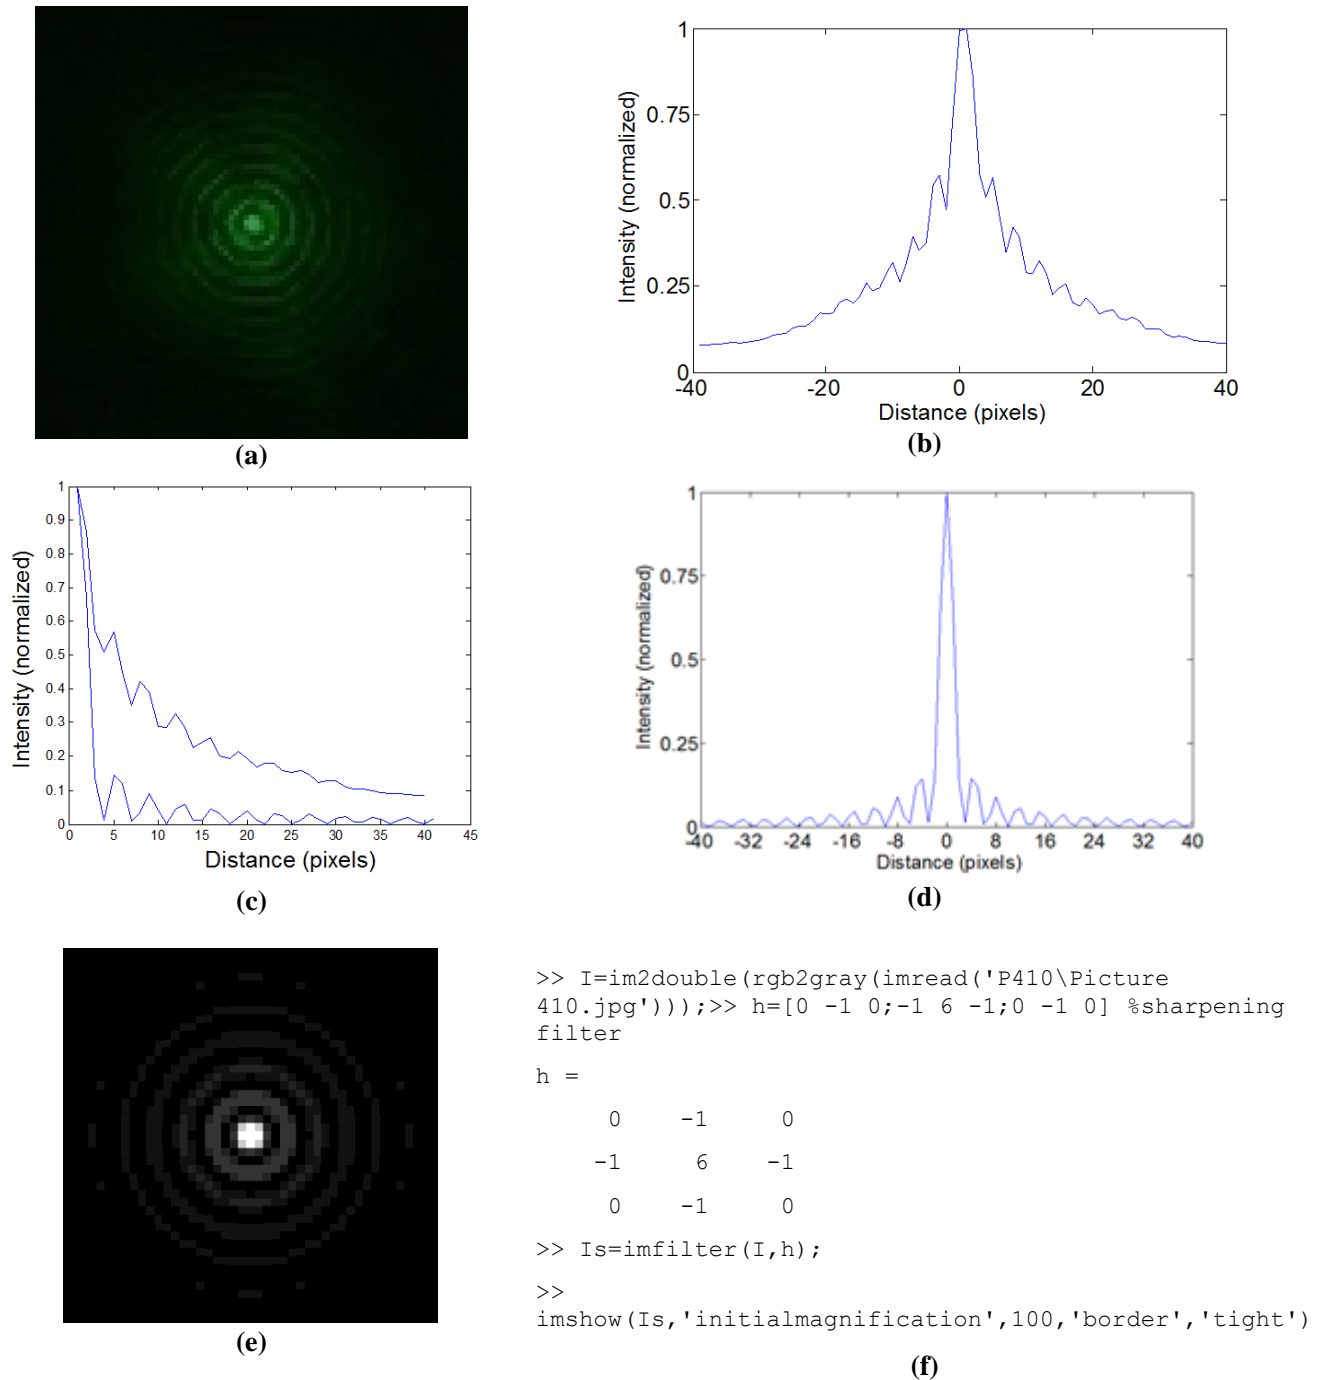 1
0.75
0.5
0.25
0
-40
-20
0
20
40
Intensity (normalized)
Distance (pixels)
(a)
(b)
1
0.9
0.8
0.7
0.6
0.5
0.4
0.3
0.2
0.1
0
0
5
10
15
20
25
30
35
40
45
Intensity (normalized)
Distance (pixels)
(c)
1
0.75
0.5
0.25
0
-40
-32
-24
-16
-8
0
8
16
24
32
40
Intensity (normalized)
Distance (pixels)
(d)
(e)
>> I=im2double(rgb2gray(imread('P410\Picture
410.jpg')));>> h=[0 -1 0;-1 6 -1;0 -1 0] %sharpening
filter
h =
0 -1 0
-1 6 -1
0 -1 0
>> Is=imfilter(I,h);
>>
imshow(Is,'initialmagnification',100,'border','tight')
(f)